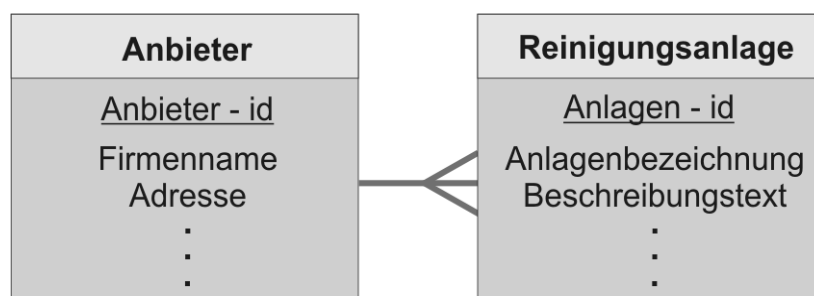 Anbieter
Anbieter - id
Firmenname
Adresse
.
.
.
Reinigungsanlage
Anlagen - id
Anlagenbezeichnung
Beschreibungstext
.
.
.